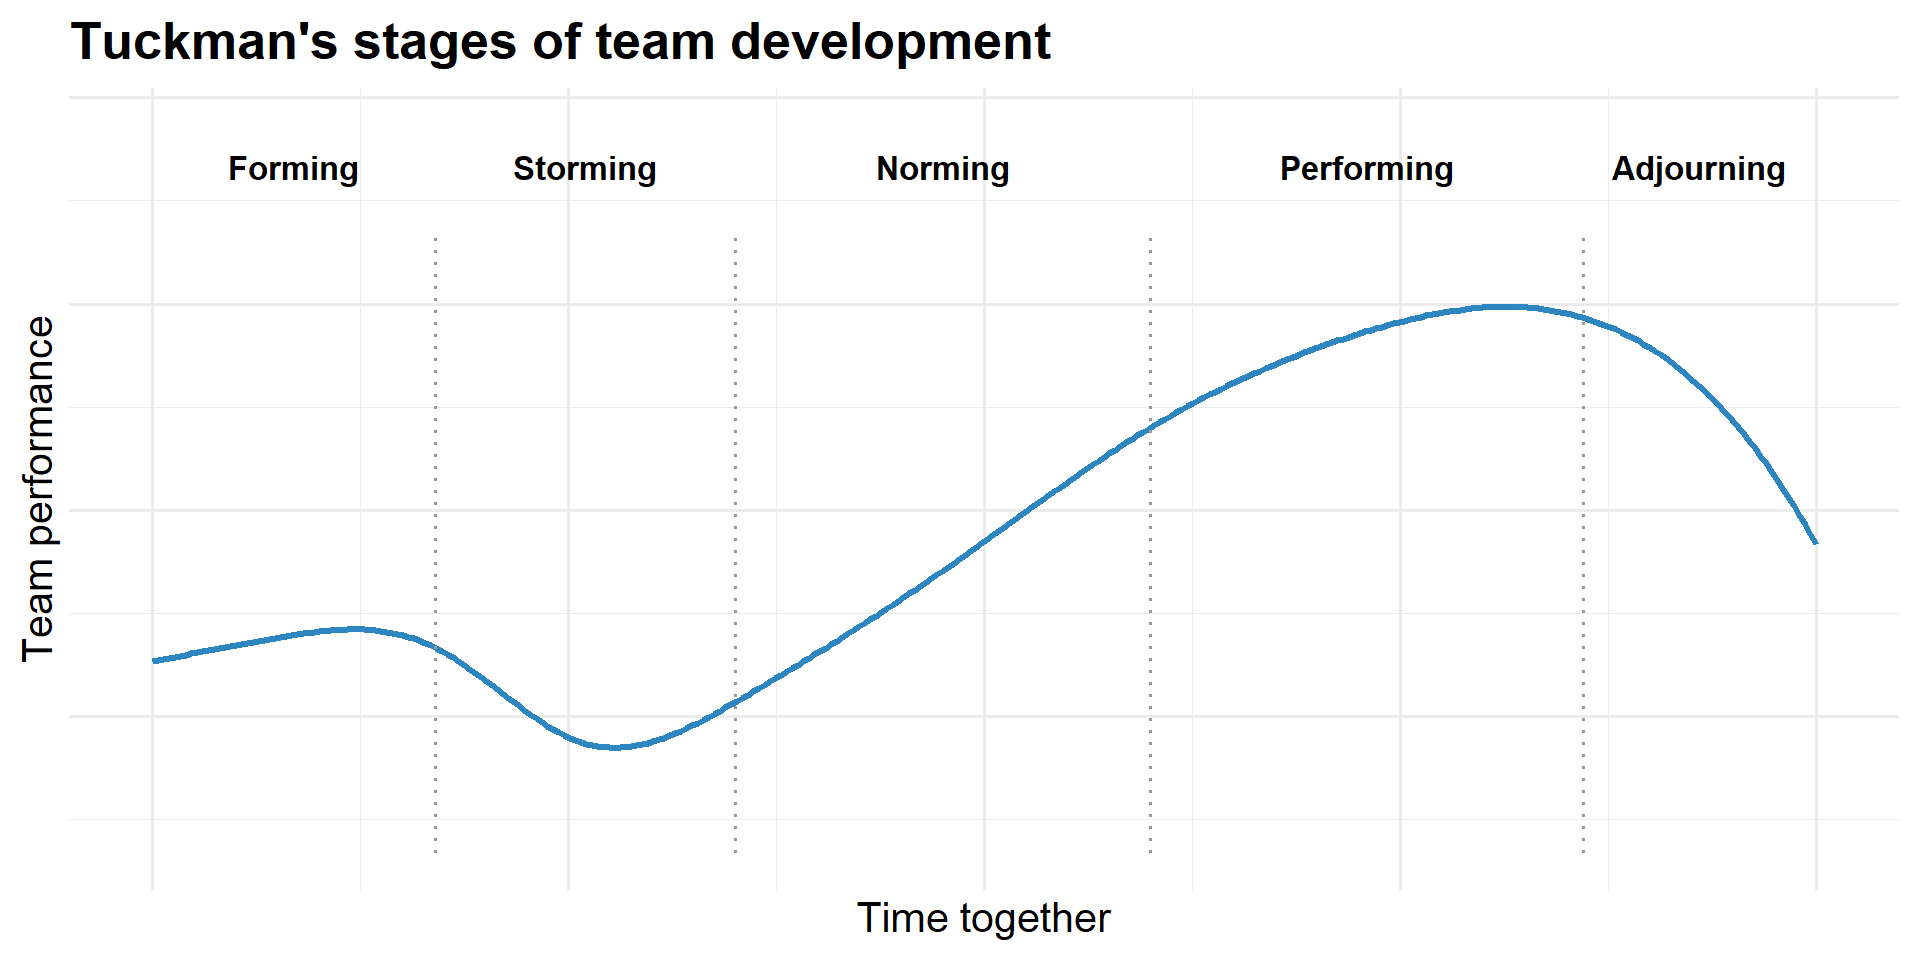 Tuckman's stages of team development
Forming
Storming
Norming
Performing
Adjourning
Team performance
Time together